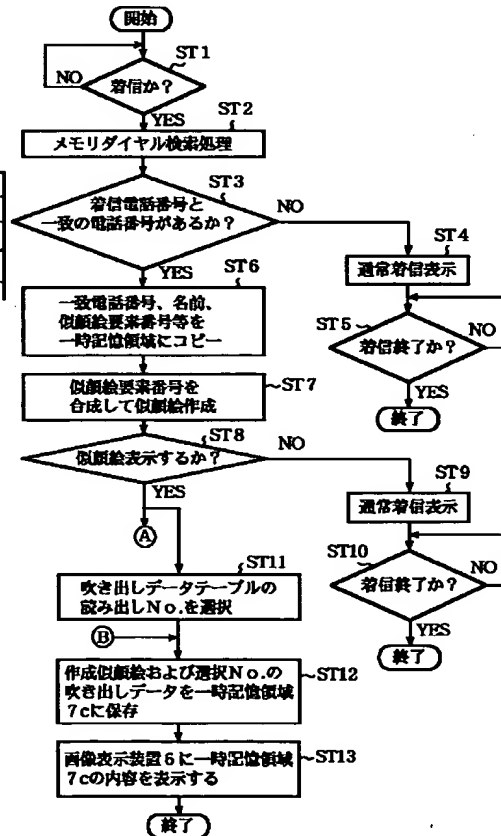 開始
ST1
NO
着信か？
YES
ST2
メモリダイヤル検索処理
ST3
着信電話番号と
一致の電話番号があるか？
NO
YES
ST4
通常着信表示
ST5
着信終了か？
NO
YES
終了
ST6
一致電話番号、名前、
似顔絵要素番号等を
一時記憶領域にコピー
似顔絵要素番号を
合成して似顔絵作成
ST7
ST8
似顔絵表示するか？
NO
YES
ST9
通常着信表示
ST10
着信終了か？
NO
YES
終了
A
ST11
吹き出しデータテーブルの
読み出しNo.を選択
B
作成似顔絵および選択No.の
吹き出しデータを一時記憶領域
7cに保存
ST12
画像表示装置6に一時記憶領域
7cの内容を表示する
ST13
終了